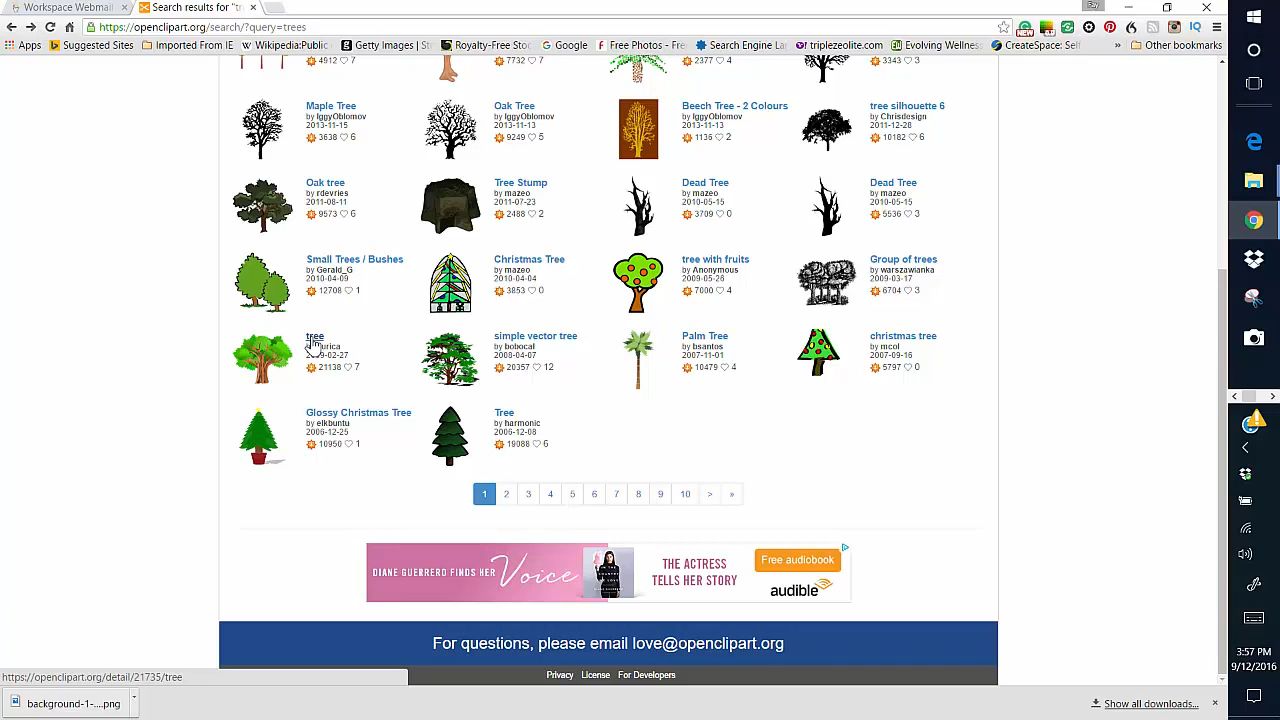 Workspace Webmail
Search results for "tr
Ray
https://openclipart.org/search/?query=trees
Apps
Suggested Sites
Imported From IE
WikipediaPublic
Getty Images | St
Royalty-Free Sc
Google
Free Photos - Fre
Search Engine Lan
triplezeolite.com
Evolving Wellness
CreateSpace: Self
»
Other bookmarks
NEW
IQ
4912 7
7732 7
2377 4
3343 3
Maple Tree
by IggyOblomov
2013-11-15
3638 6
Oak Tree
by IggyOblomov
2013-11-13
9249 5
Beech Tree - 2 Colours
by IggyOblomov
2013-11-13
1136 2
tree silhouette 6
by Chrisdesign
2011-12-28
10182 6
Oak tree
by rdevries
2011-08-11
9573 6
Tree Stump
by mazeo
2011-07-23
2488 2
Dead Tree
by mazeo
2010-05-15
3709 0
Dead Tree
by mazeo
2010-05-15
5536 3
Small Trees / Bushes
by Gerald_G
2010-04-09
12708 1
Christmas Tree
by mazeo
2010-04-04
3853 0
tree with fruits
by Anonymous
2009-05-26
7000 4
Group of trees
by warszawianka
2009-03-17
6704 3
tree
21138 7
simple vector tree
by bobocal
2008-04-07
20357 12
Palm Tree
by bsantos
2007-11-01
10479 4
christmas tree
by mcol
2007-09-16
5797 0
Glossy Christmas Tree
by elkbuntu
2006-12-25
10950 1
Tree
by harmonic
2006-12-08
19088 6
1 2 3 4 5 6 7 8 9 10 > »
DIANE GUERRERO FINDS HER Voice
THE ACTRESS
TELLS HER STORY
Free audiobook
audible
For questions, please email love@openclipart.org
Privacy License For Developers
https://openclipart.org/detail/21735/tree
background-1-....png
Show all downloads...
3:57 PM
9/12/2016